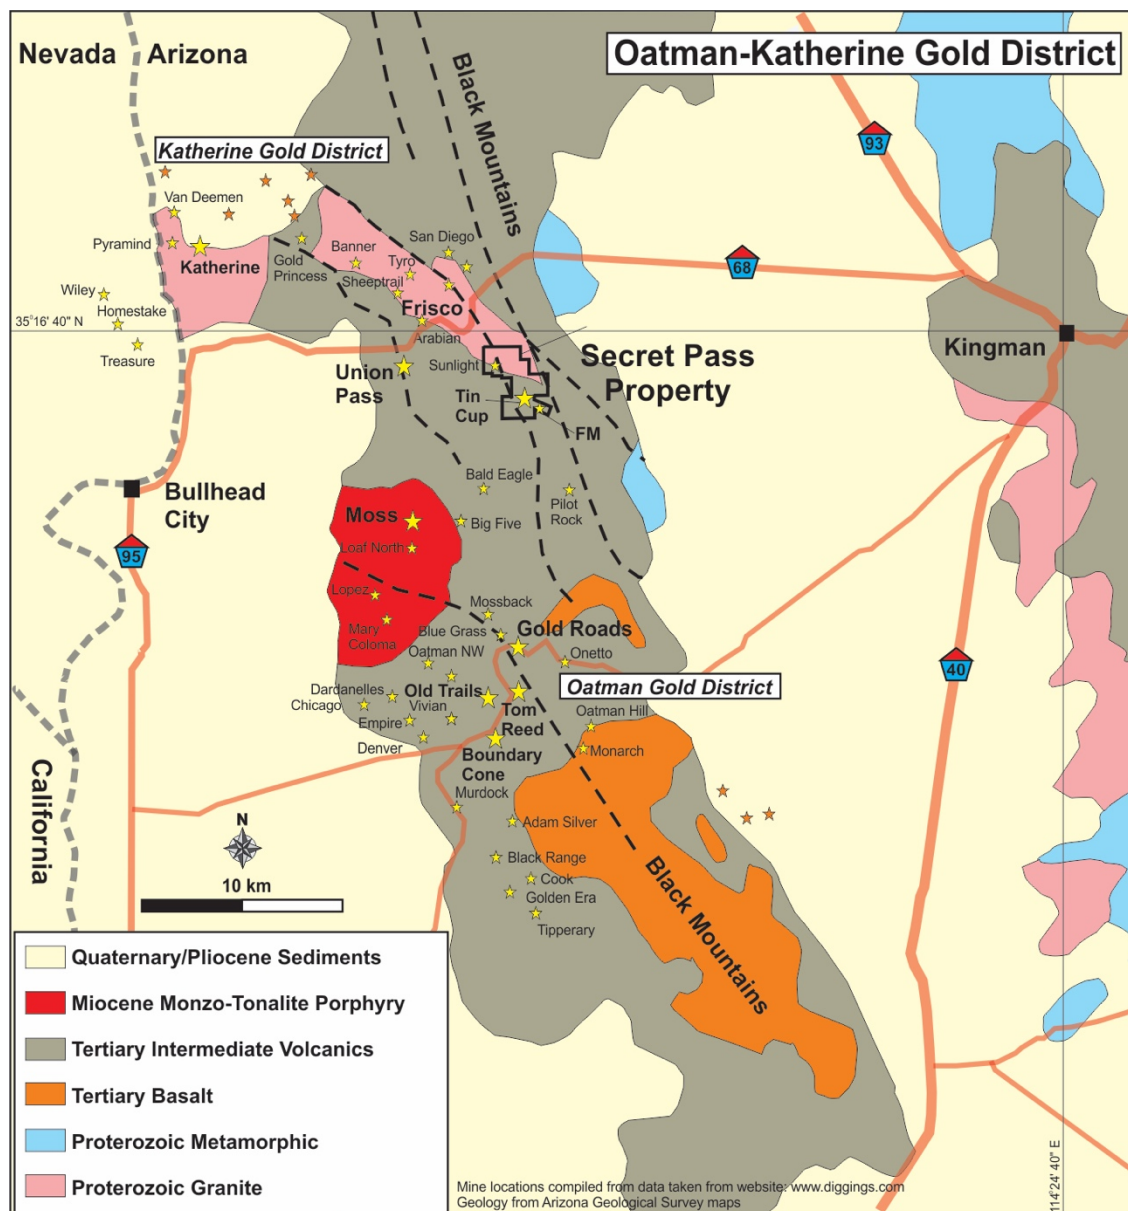 Nevada
Arizona
Oatman-Katherine Gold District
Black Mountains
93
Katherine Gold District
Van Deemen
Pyramind
Katherine
Gold
Princess
Banner
San Diego
Tyro
Sheeptrail
68
Wiley
Homestake
Treasure
Frisco
Arabian
35°16' 40" N
Kingman
Union
Pass
Sunlight
Secret Pass
Property
Tin
Cup
FM
Bullhead
City
Bald Eagle
Pilot
Rock
Moss
Big Five
95
Loaf North
Lopez
Mary
Coloma
Mossback
Blue Grass
Gold Roads
Oatman NW
Onetto
40
Dardanelles
Chicago
Old Trails
Vivian
Oatman Gold District
Empire
Tom
Reed
Oatman Hill
Denver
Boundary
Cone
Monarch
California
Murdock
Adam Silver
N
Black Range
10 km
Cook
Golden Era
Tipperary
Black Mountains
Quaternary/Pliocene Sediments
Miocene Monzo-Tonalite Porphyry
Tertiary Intermediate Volcanics
Tertiary Basalt
Proterozoic Metamorphic
Proterozoic Granite
114°24' 40" E
Mine locations compiled from data taken from website: www.diggings.com
Geology from Arizona Geological Survey maps